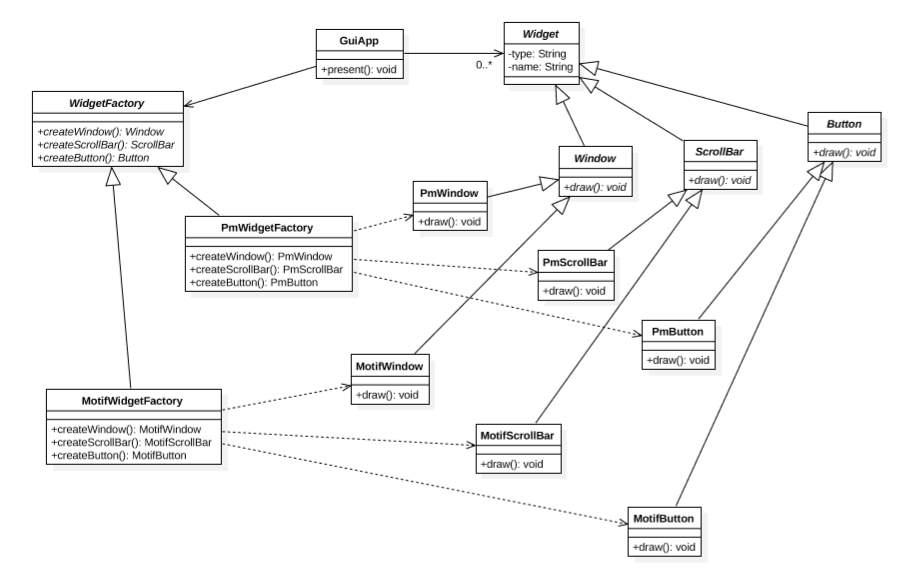 GuiApp
+present(): void
Widget
-type: String
-name: String
0..*
WidgetFactory
+createWindow(): Window
+createScrollBar(): ScrollBar
+createButton(): Button
Button
+draw(): void
ScrollBar
+draw(): void
Window
+draw(): void
PmWindow
+draw(): void
PmWidgetFactory
+createWindow(): PmWindow
+createScrollBar(): PmScrollBar
+createButton(): PmButton
PmScrollBar
+draw(): void
PmButton
+draw(): void
MotifWindow
+draw(): void
MotifWidgetFactory
+createWindow(): MotifWindow
+createScrollBar(): MotifScrollBar
+createButton(): MotifButton
MotifScrollBar
+draw(): void
MotifButton
+draw(): void